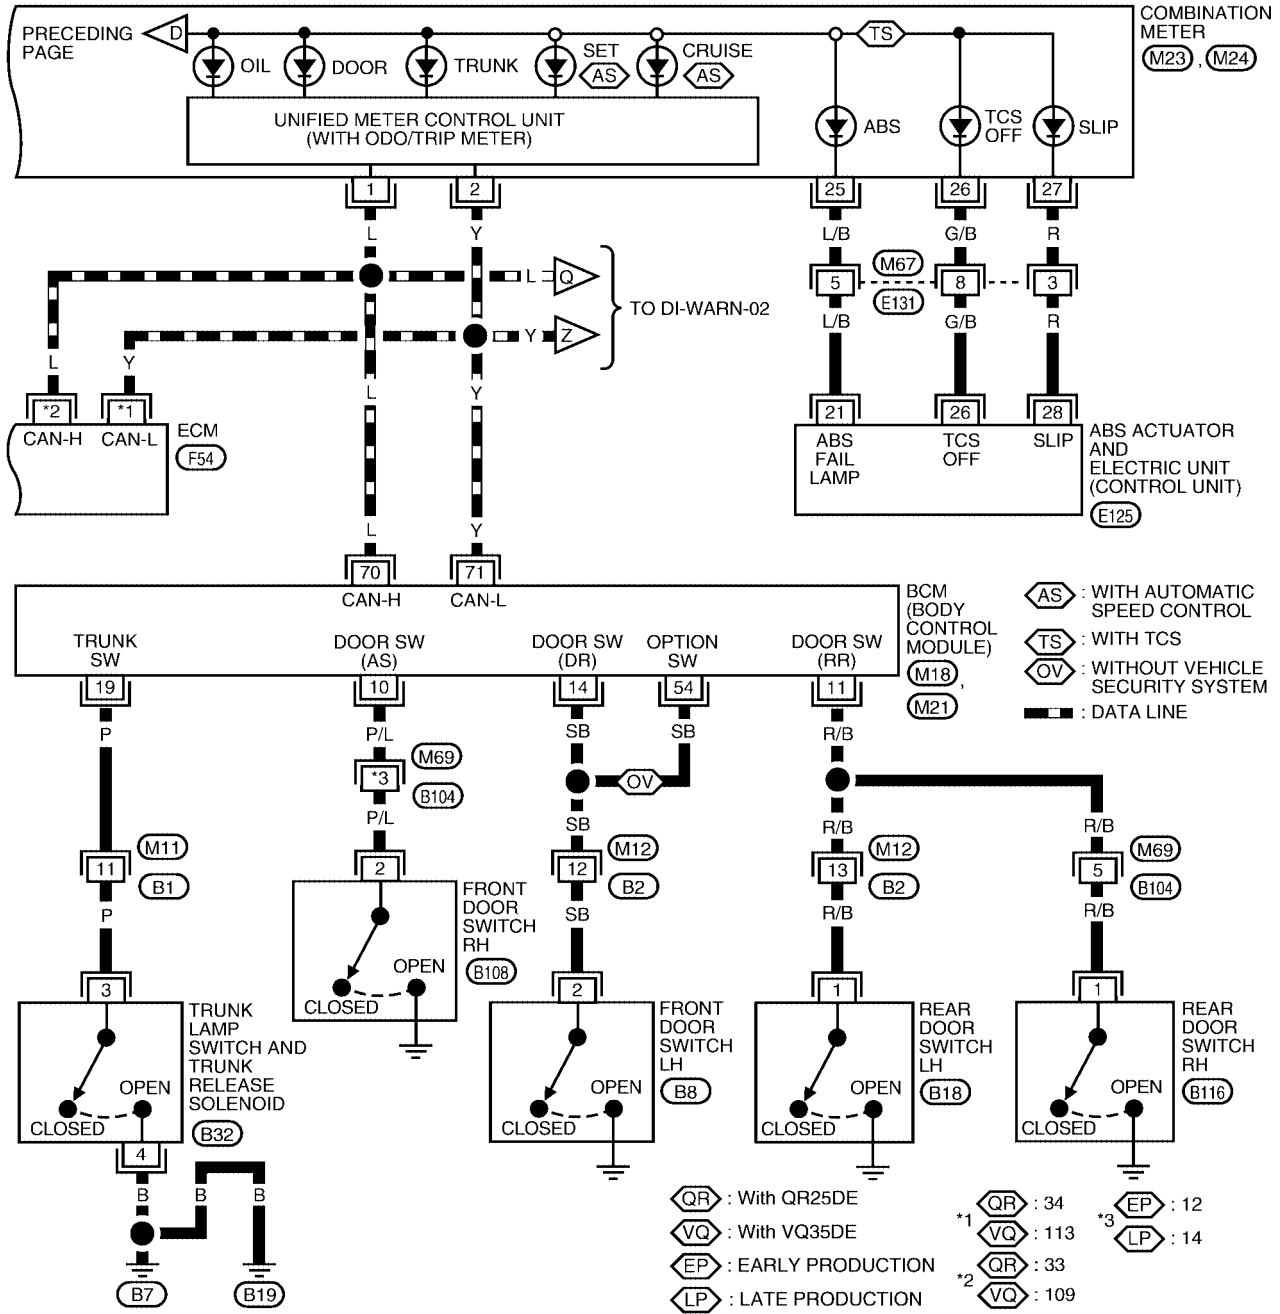 COMBINATION
METER
M23 , M24
PRECEDING
PAGE
D
OIL
DOOR
TRUNK
SET
AS
CRUISE
AS
TS
UNIFIED METER CONTROL UNIT
(WITH ODO/TRIP METER)
ABS
TCS
OFF
SLIP
1 2 25 26 27
L Y L/B G/B R
L Q
M67
5 8 3
E131
TO DI-WARN-02
Y Z
L/B G/B R
L Y
*2 *1
CAN-H CAN-L
ECM
F54
L Y
21 26 28
ABS
FAIL
LAMP
TCS
OFF
SLIP
ABS ACTUATOR
AND
ELECTRIC UNIT
(CONTROL UNIT)
E125
L Y
70 71
CAN-H CAN-L
BCM
(BODY
CONTROL
MODULE)
M18 ,
M21
AS : WITH AUTOMATIC
SPEED CONTROL
TS : WITH TCS
OV : WITHOUT VEHICLE
SECURITY SYSTEM
: DATA LINE
TRUNK
SW
DOOR SW
(AS)
DOOR SW
(DR)
OPTION
SW
DOOR SW
(RR)
19 10 14 54 11
P P/L SB SB R/B
M69
*3
B104
OV
P/L SB R/B R/B
M11
11
B1
M12
12
B2
M12
13
B2
M69
5
B104
P SB R/B R/B
2
FRONT
DOOR
SWITCH
RH
B108
OPEN
CLOSED
3
TRUNK
LAMP
SWITCH AND
TRUNK
RELEASE
SOLENOID
B32
OPEN
CLOSED
4
2
FRONT
DOOR
SWITCH
LH
B8
OPEN
CLOSED
1
REAR
DOOR
SWITCH
LH
B18
OPEN
CLOSED
1
REAR
DOOR
SWITCH
RH
B116
OPEN
CLOSED
B B B
B7 B19
QR : With QR25DE
VQ : With VQ35DE
EP : EARLY PRODUCTION
LP : LATE PRODUCTION
*1
QR : 34
VQ : 113
*2
QR : 33
VQ : 109
*3
EP : 12
LP : 14